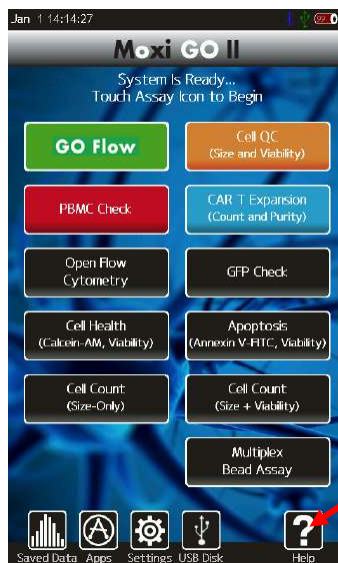 Jan 1 14:14:27
Moxi GO II
System Is Ready...
Touch Assay Icon to Begin
GO Flow
Cell QC
(Size and Viability)
PBMC Check
CAR T Expansion
(Count and Purity)
Open Flow
Cytometry
GFP Check
Cell Health
(Calcein-AM, Viability)
Apoptosis
(Annexin V-FITC, Viability)
Cell Count
(Size-Only)
Cell Count
(Size + Viability)
Multiplex
Bead Assay
?
Saved Data Apps Settings USB Disk Help